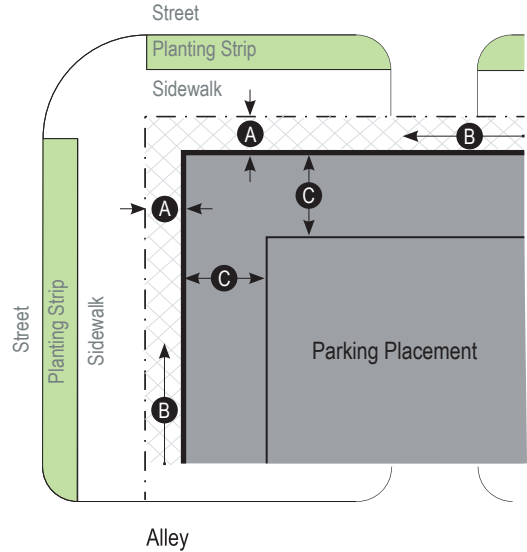 Street
Planting Strip
Sidewalk
A
B
C
A
C
Street
Planting Strip
Sidewalk
Parking Placement
B
Alley